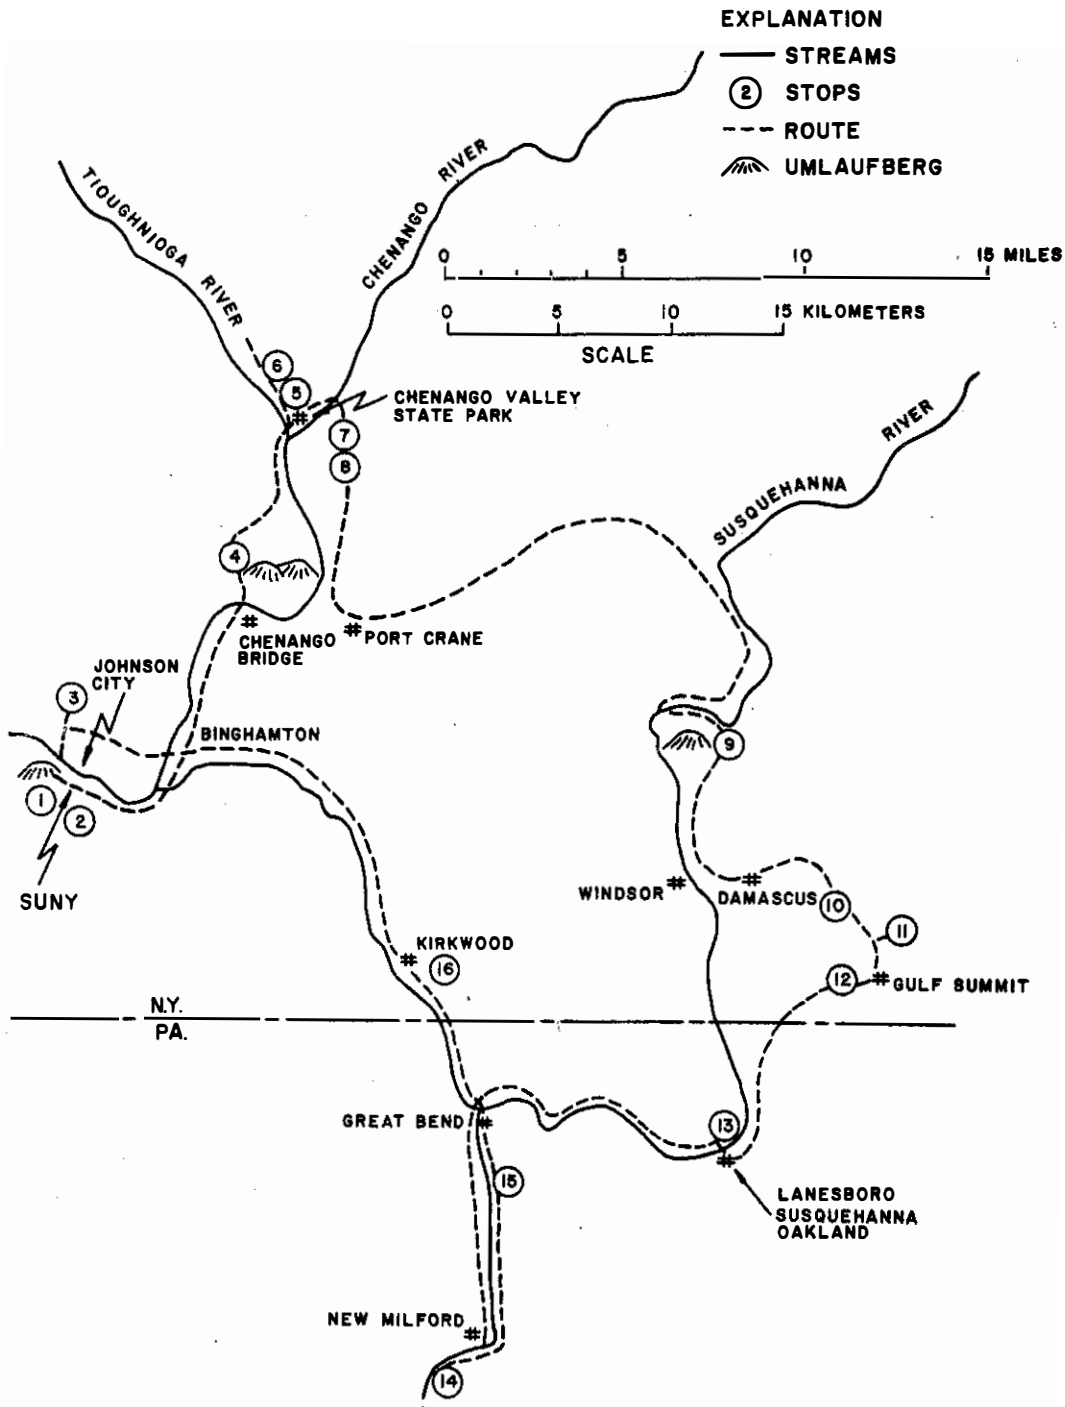 EXPLANATION
STREAMS
2 STOPS
ROUTE
UMLAUFBERG
TIOUGHNIOGA RIVER
CHENANGO RIVER
0 5 10 15 MILES
0 5 10 15 KILOMETERS
SCALE
6
5
CHENANGO VALLEY
STATE PARK
7
8
SUSQUEHANNA RIVER
4
CHENANGO
BRIDGE
PORT CRANE
JOHNSON
CITY
3
BINGHAMTON
9
1
2
SUNY
WINDSOR
DAMASCUS
10
11
KIRKWOOD
16
12
GULF SUMMIT
N.Y.
PA.
GREAT BEND
13
15
LANESBORO
SUSQUEHANNA
OAKLAND
NEW MILFORD
14